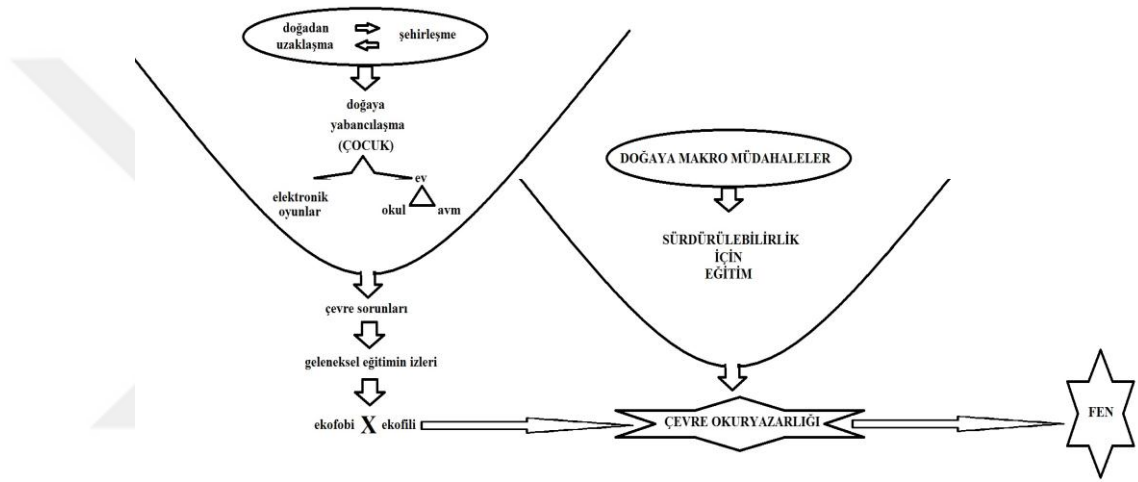 doğadan
uzaklaşma
şehirleşme
doğaya
yabancılaşma
(ÇOCUK)
elektronik
oyunlar
ev
okul
avm
çevre sorunları
geleneksel eğitimin izleri
ekofobi X ekofili
DOĞAYA MAKRO MÜDAHALELER
SÜRDÜRÜLEBİLİRLİK
İÇİN
EĞİTİM
ÇEVRE OKURYAZARLIĞI
FEN